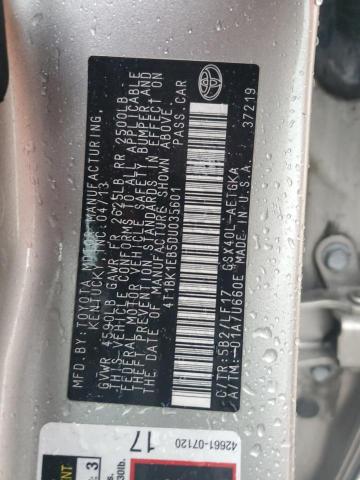 MFD. BY: TOYOTA MOTOR MANUFACTURING,
KENTUCKY, INC. 04/13
GVWR 4590LB GAWR FR 2625LB RR 2500LB
THIS VEHICLE CONFORMS TO ALL APPLICABLE
FEDERAL MOTOR VEHICLE SAFETY, BUMPER AND
THEFT PREVENTION STANDARDS IN EFFECT ON
THE DATE OF MANUFACTURE SHOWN ABOVE.
4T1BK1EB5DU035601 PASS.CAR
C/TR:5B2/LF17 GSX40L-AETGKA
A/TM:-03A/U660E MADE IN U.S.A. 37219
TOYOTA
42661-07120
17
3